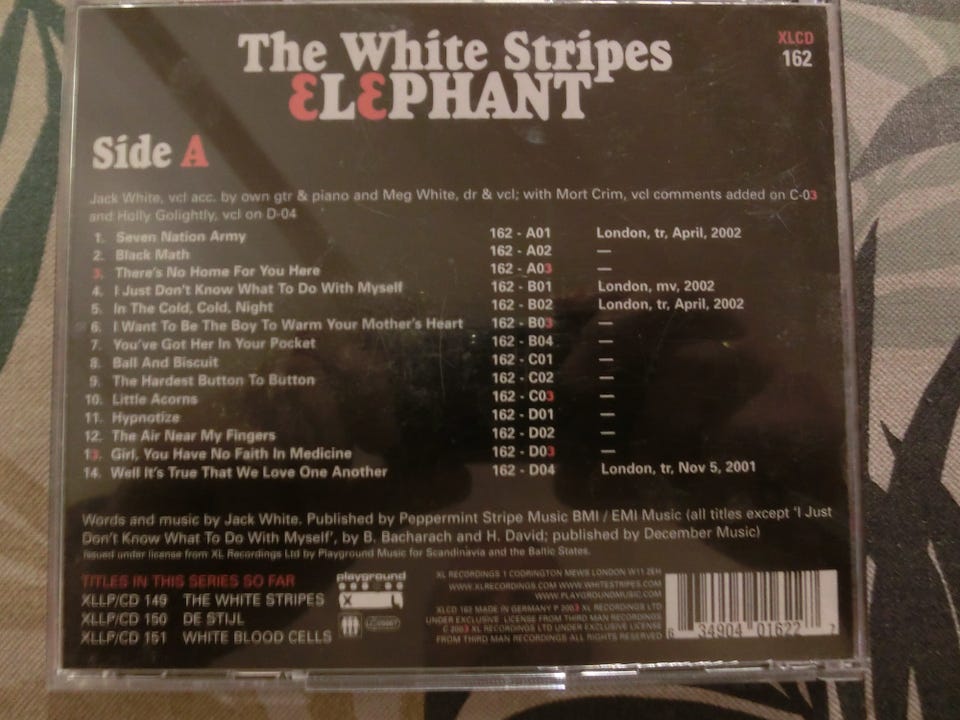 The White Stripes
XLCD
162
ELEPHANT
Side A
Jack White, vcl acc. by own gtr & piano and Meg White, dr & vcl; with Mort Crim, vcl comments added on C-03
and Holly Golightly, vcl on D-04
1. Seven Nation Army 162 - A01 London, tr, April, 2002
2. Black Math 162 - A02 —
3. There's No Home For You Here 162 - A03 —
4. I Just Don't Know What To Do With Myself 162 - B01 London, mv, 2002
5. In The Cold, Cold, Night 162 - B02 London, tr, April, 2002
6. I Want To Be The Boy To Warm Your Mother's Heart 162 - B03 —
7. You've Got Her In Your Pocket 162 - B04 —
8. Ball And Biscuit 162 - C01 —
9. The Hardest Button To Button 162 - C02 —
10. Little Acorns 162 - C03 —
11. Hypnotize 162 - D01 —
12. The Air Near My Fingers 162 - D02 —
13. Girl, You Have No Faith In Medicine 162 - D03 —
14. Well It's True That We Love One Another 162 - D04 London, tr, Nov 5, 2001
Words and music by Jack White. Published by Peppermint Stripe Music BMI / EMI Music (all titles except 'I Just
Don't Know What To Do With Myself', by B. Bacharach and H. David; published by December Music)
Issued under license from XL Recordings Ltd by Playground Music for Scandinavia and the Baltic States.
TITLES IN THIS SERIES SO FAR
XLLP/CD 149 THE WHITE STRIPES
XLLP/CD 150 DE STIJL
XLLP/CD 151 WHITE BLOOD CELLS
playground
X L
XL RECORDINGS 1 CODRINGTON MEWS LONDON W11 2EH
WWW.XLRECORDINGS.COM WWW.WHITESTRIPES.COM
WWW.PLAYGROUNDMUSIC.COM
XLCD 162 MADE IN GERMANY P 2003 XL RECORDINGS LTD
UNDER EXCLUSIVE LICENSE FROM THIRD MAN RECORDINGS
C 2003 XL RECORDINGS LTD UNDER EXCLUSIVE LICENSE
FROM THIRD MAN RECORDINGS ALL RIGHTS RESERVED
6 34904 01622 7